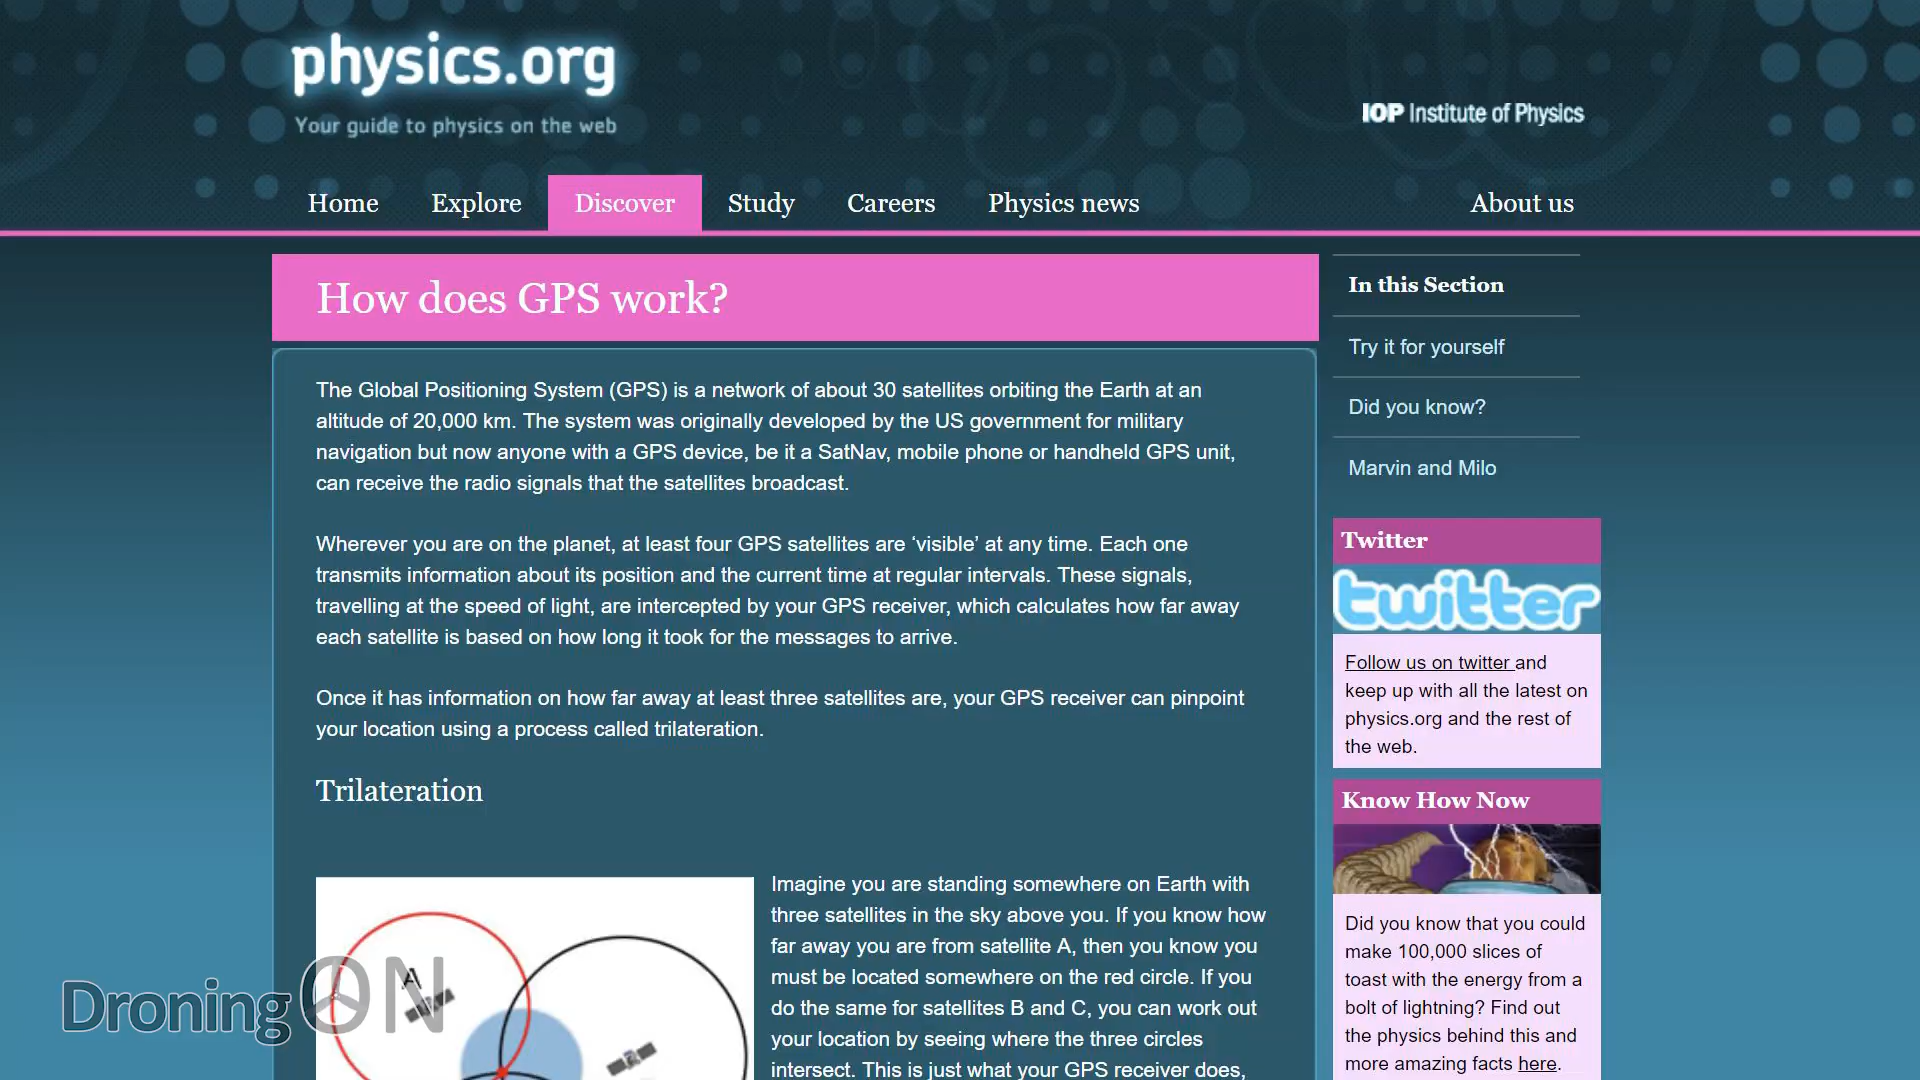 physics.org
Your guide to physics on the web
IOP Institute of Physics
Home
Explore
Discover
Study
Careers
Physics news
About us
How does GPS work?
The Global Positioning System (GPS) is a network of about 30 satellites orbiting the Earth at an
altitude of 20,000 km. The system was originally developed by the US government for military
navigation but now anyone with a GPS device, be it a SatNav, mobile phone or handheld GPS unit,
can receive the radio signals that the satellites broadcast.
Wherever you are on the planet, at least four GPS satellites are ‘visible’ at any time. Each one
transmits information about its position and the current time at regular intervals. These signals,
travelling at the speed of light, are intercepted by your GPS receiver, which calculates how far away
each satellite is based on how long it took for the messages to arrive.
Once it has information on how far away at least three satellites are, your GPS receiver can pinpoint
your location using a process called trilateration.
Trilateration
A
Imagine you are standing somewhere on Earth with
three satellites in the sky above you. If you know how
far away you are from satellite A, then you know you
must be located somewhere on the red circle. If you
do the same for satellites B and C, you can work out
your location by seeing where the three circles
intersect. This is just what your GPS receiver does,
In this Section
Try it for yourself
Did you know?
Marvin and Milo
Twitter
twitter
Follow us on twitter and
keep up with all the latest on
physics.org and the rest of
the web.
Know How Now
Did you know that you could
make 100,000 slices of
toast with the energy from a
bolt of lightning? Find out
the physics behind this and
more amazing facts here.
DroningON